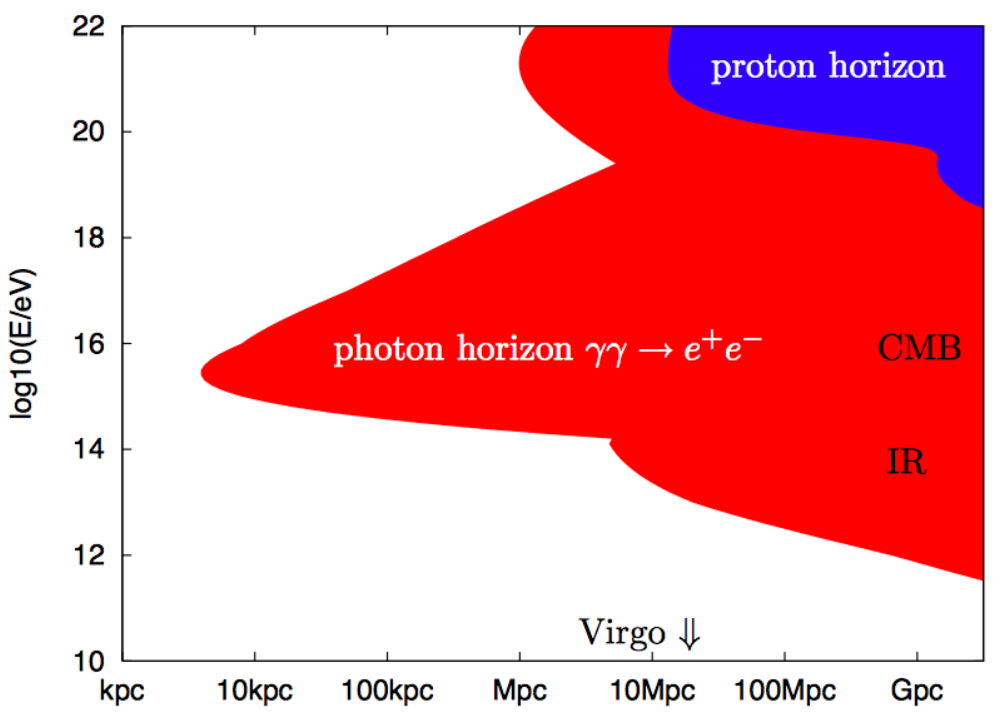 22
20
18
16
14
12
10
log10(E/eV)
proton horizon
photon horizon γγ → e⁺e⁻
CMB
IR
Virgo ⇓
kpc 10kpc 100kpc Mpc 10Mpc 100Mpc Gpc